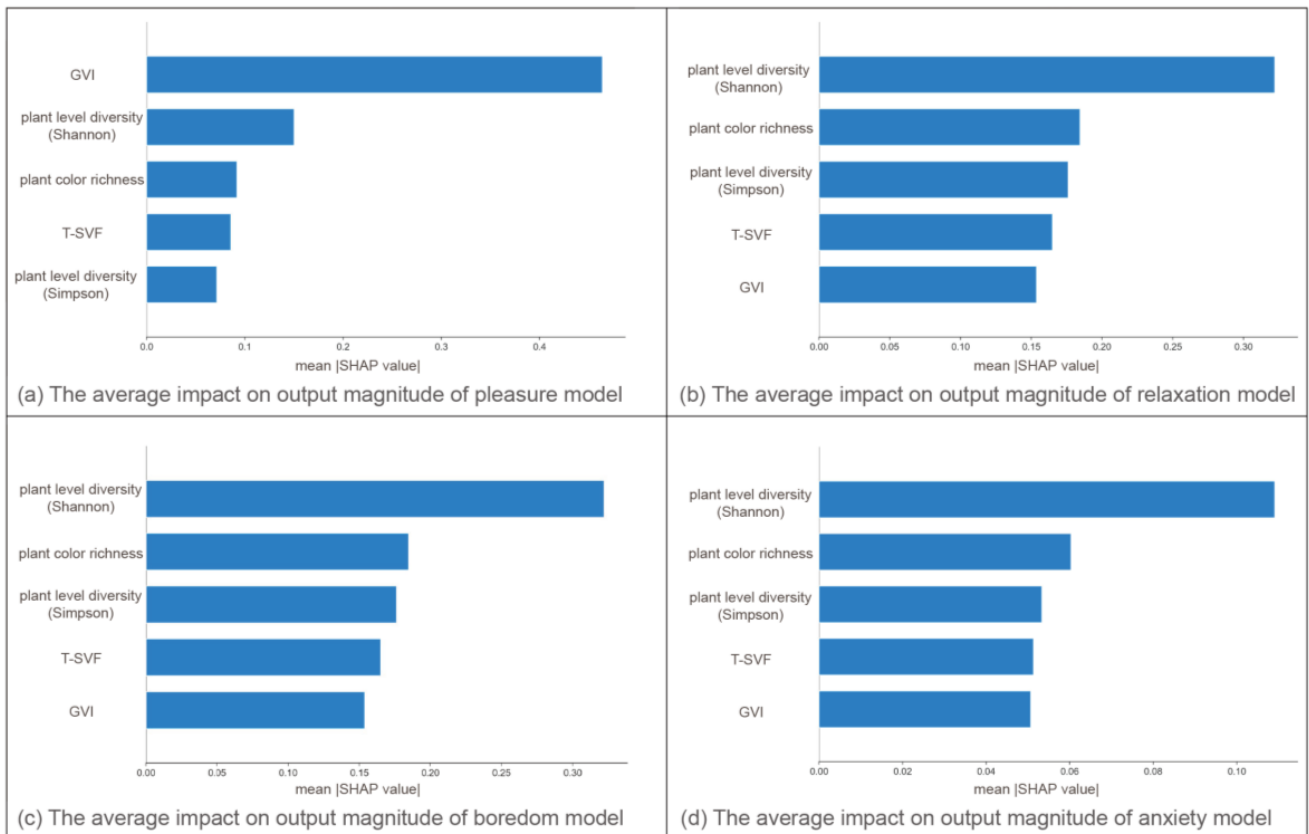 GVI
plant level diversity
(Shannon)
plant color richness
T-SVF
plant level diversity
(Simpson)
0.0 0.1 0.2 0.3 0.4
mean |SHAP value|
(a) The average impact on output magnitude of pleasure model
plant level diversity
(Shannon)
plant color richness
plant level diversity
(Simpson)
T-SVF
GVI
0.00 0.05 0.10 0.15 0.20 0.25 0.30
mean |SHAP value|
(b) The average impact on output magnitude of relaxation model
plant level diversity
(Shannon)
plant color richness
plant level diversity
(Simpson)
T-SVF
GVI
0.00 0.05 0.10 0.15 0.20 0.25 0.30
mean |SHAP value|
(c) The average impact on output magnitude of boredom model
plant level diversity
(Shannon)
plant color richness
plant level diversity
(Simpson)
T-SVF
GVI
0.00 0.02 0.04 0.06 0.08 0.10
mean |SHAP value|
(d) The average impact on output magnitude of anxiety model